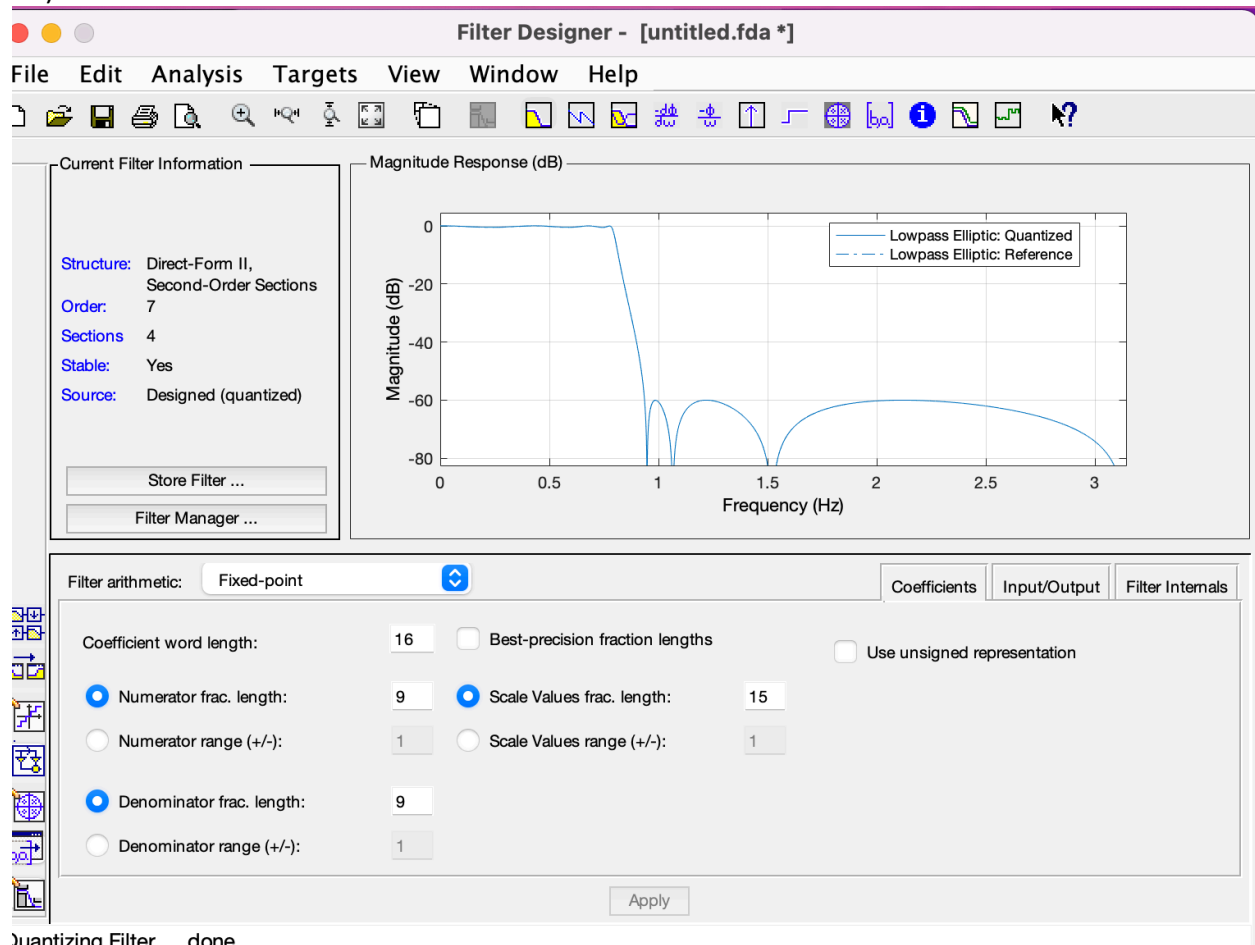 Filter Designer - [untitled.fda *]
File Edit Analysis Targets View Window Help
Current Filter Information
Structure: Direct-Form II,
Second-Order Sections
Order: 7
Sections 4
Stable: Yes
Source: Designed (quantized)
Store Filter ...
Filter Manager ...
Magnitude Response (dB)
Lowpass Elliptic: Quantized
Lowpass Elliptic: Reference
Magnitude (dB)
0
-20
-40
-60
-80
0 0.5 1 1.5 2 2.5 3
Frequency (Hz)
Filter arithmetic: Fixed-point
Coefficients Input/Output Filter Internals
Coefficient word length: 16 Best-precision fraction lengths Use unsigned representation
Numerator frac. length: 9 Scale Values frac. length: 15
Numerator range (+/-): 1 Scale Values range (+/-): 1
Denominator frac. length: 9
Denominator range (+/-): 1
Apply
Quantizing Filter ... done